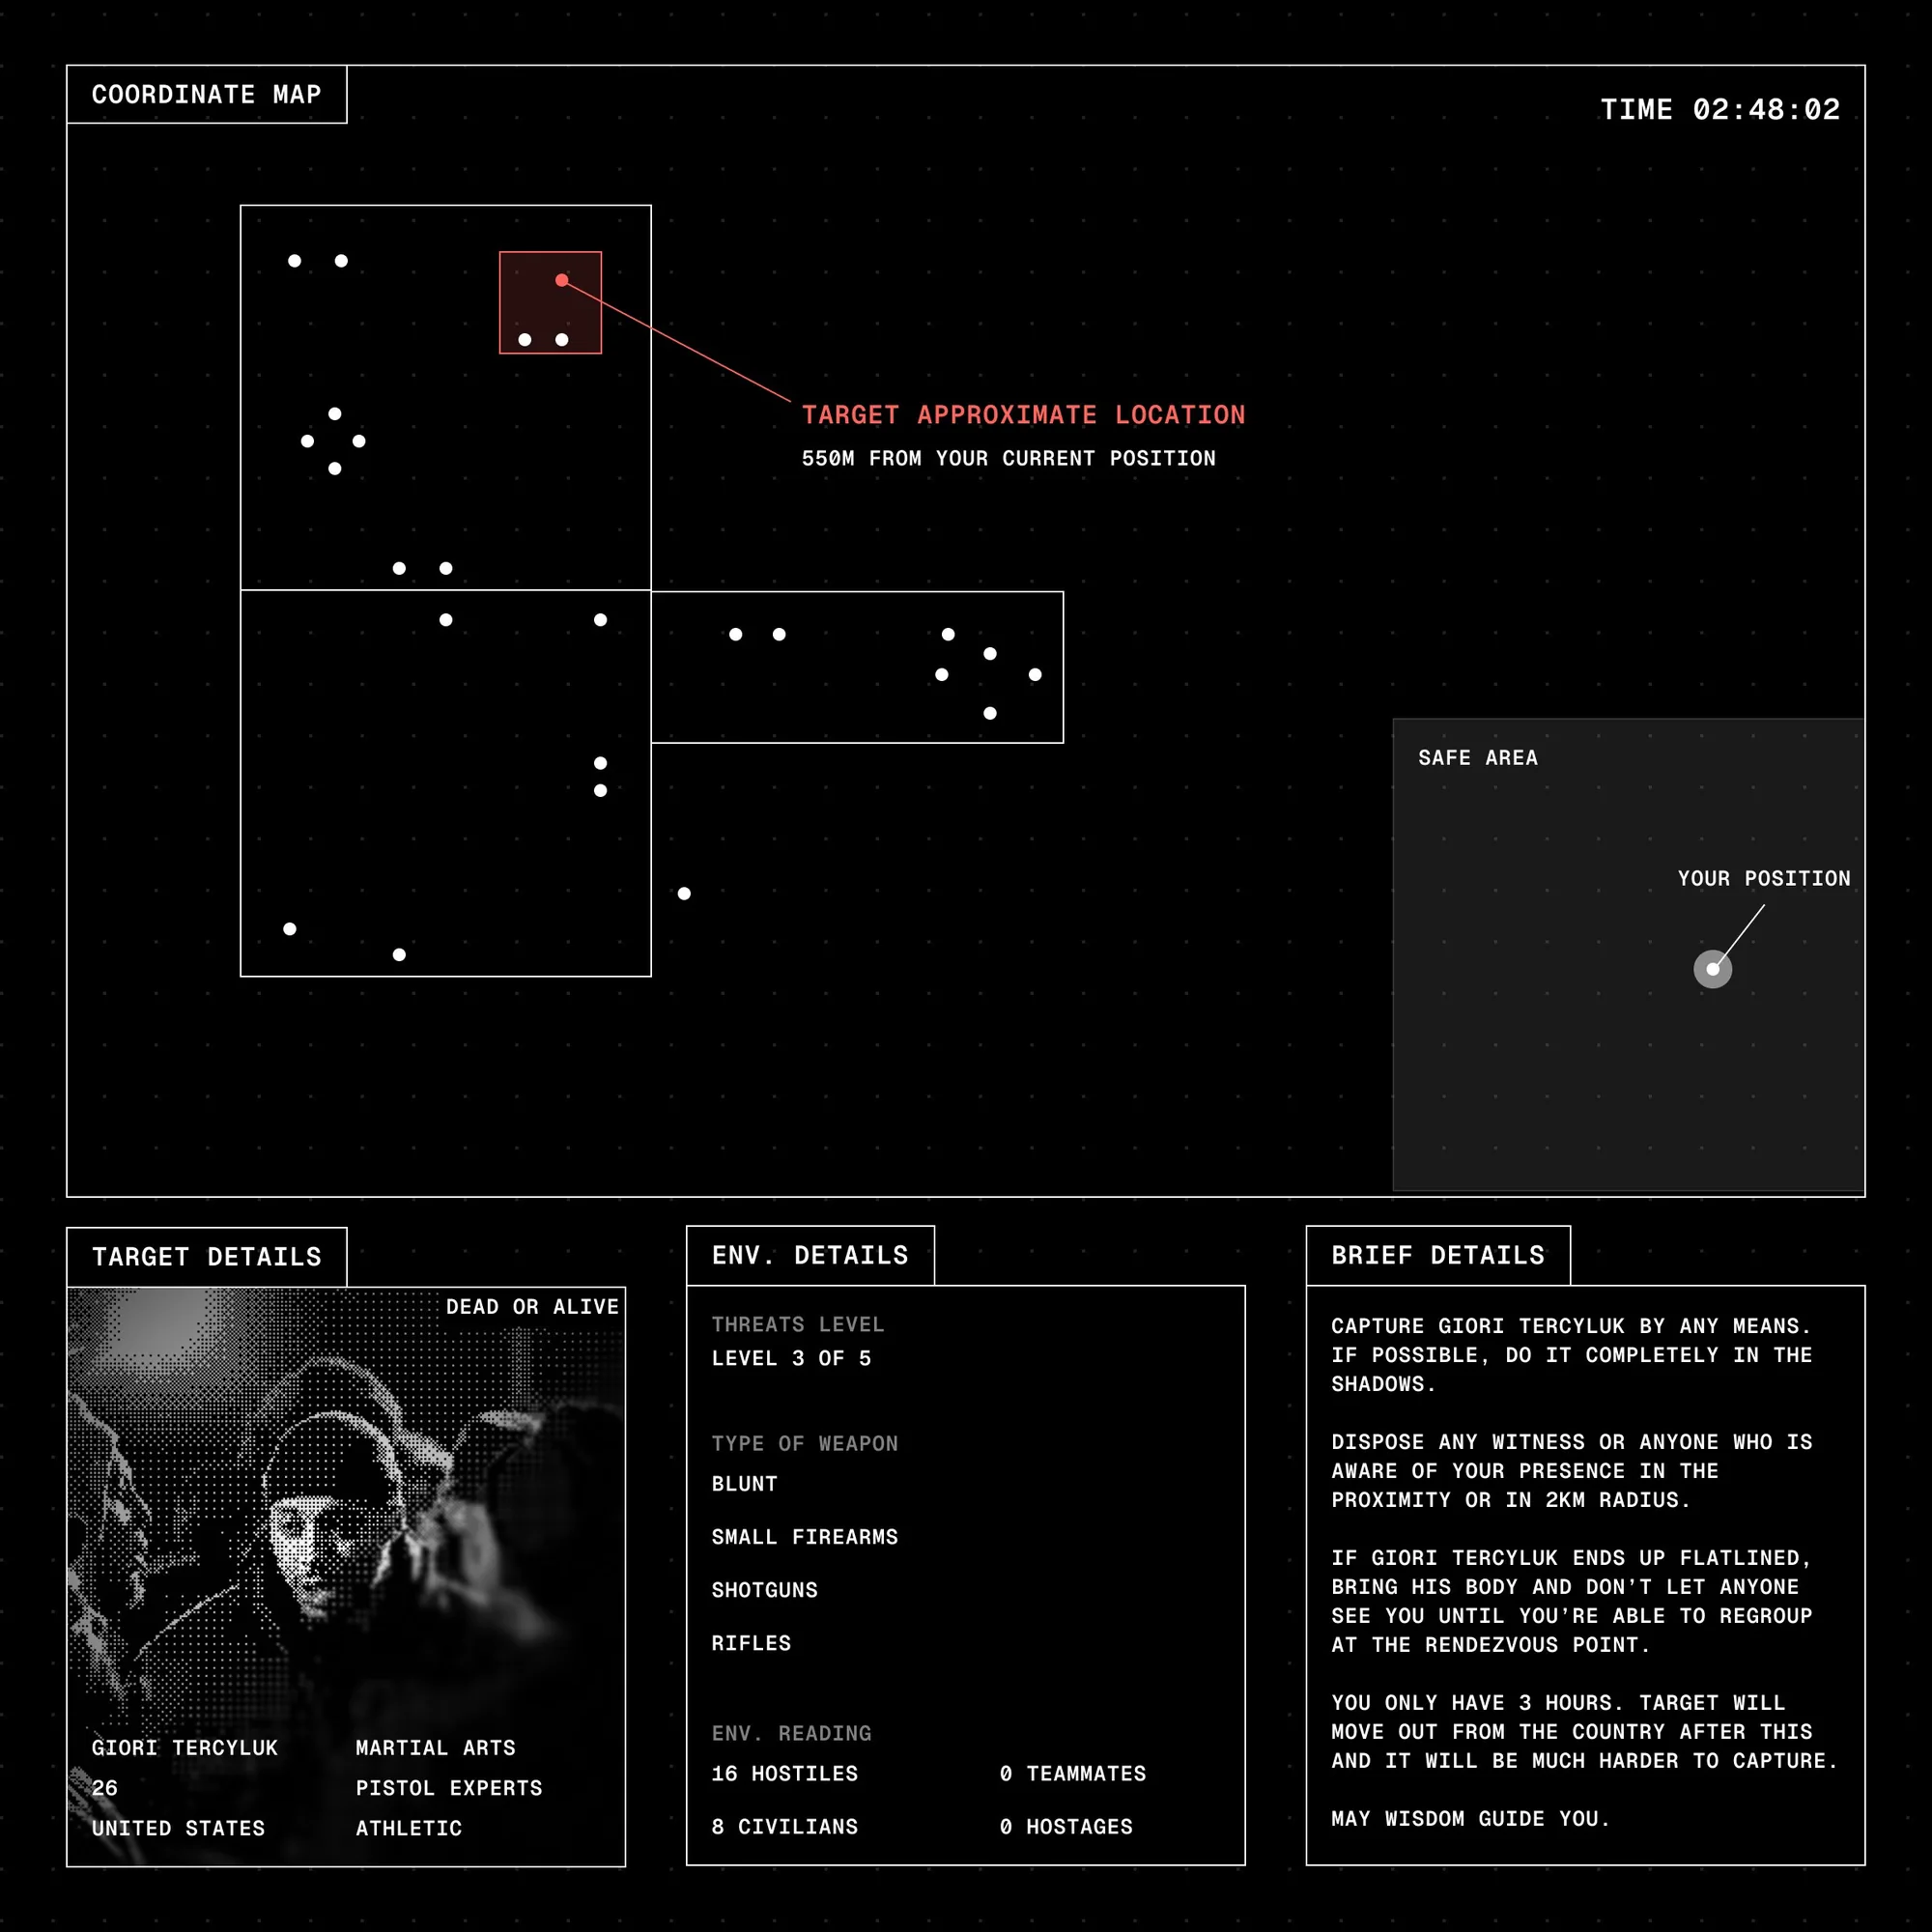 COORDINATE MAP
TIME 02:48:02
TARGET APPROXIMATE LOCATION
550M FROM YOUR CURRENT POSITION
SAFE AREA
YOUR POSITION
TARGET DETAILS
DEAD OR ALIVE
GIORI TERCYLUK
MARTIAL ARTS
26
PISTOL EXPERTS
UNITED STATES
ATHLETIC
ENV. DETAILS
THREATS LEVEL
LEVEL 3 OF 5
TYPE OF WEAPON
BLUNT
SMALL FIREARMS
SHOTGUNS
RIFLES
ENV. READING
16 HOSTILES
0 TEAMMATES
8 CIVILIANS
0 HOSTAGES
BRIEF DETAILS
CAPTURE GIORI TERCYLUK BY ANY MEANS.
IF POSSIBLE, DO IT COMPLETELY IN THE
SHADOWS.
DISPOSE ANY WITNESS OR ANYONE WHO IS
AWARE OF YOUR PRESENCE IN THE
PROXIMITY OR IN 2KM RADIUS.
IF GIORI TERCYLUK ENDS UP FLATLINED,
BRING HIS BODY AND DON’T LET ANYONE
SEE YOU UNTIL YOU’RE ABLE TO REGROUP
AT THE RENDEZVOUS POINT.
YOU ONLY HAVE 3 HOURS. TARGET WILL
MOVE OUT FROM THE COUNTRY AFTER THIS
AND IT WILL BE MUCH HARDER TO CAPTURE.
MAY WISDOM GUIDE YOU.